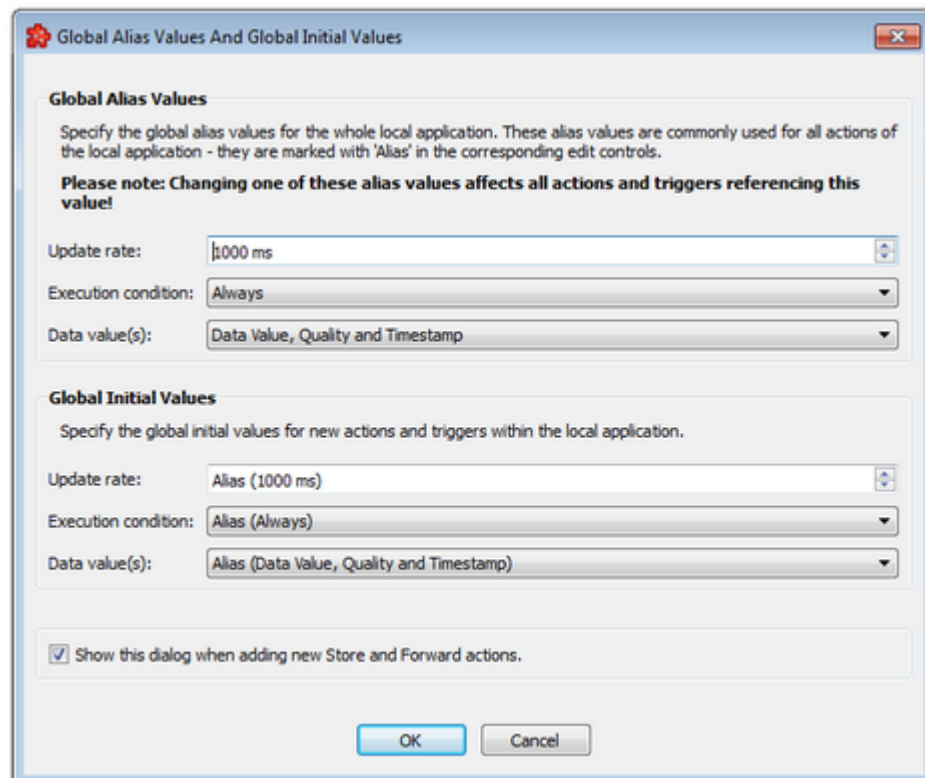 Global Alias Values And Global Initial Values
Global Alias Values
Specify the global alias values for the whole local application. These alias values are commonly used for all actions of
the local application - they are marked with 'Alias' in the corresponding edit controls.
Please note: Changing one of these alias values affects all actions and triggers referencing this
value!
Update rate: 1000 ms
Execution condition: Always
Data value(s): Data Value, Quality and Timestamp
Global Initial Values
Specify the global initial values for new actions and triggers within the local application.
Update rate: Alias (1000 ms)
Execution condition: Alias (Always)
Data value(s): Alias (Data Value, Quality and Timestamp)
Show this dialog when adding new Store and Forward actions.
OK Cancel